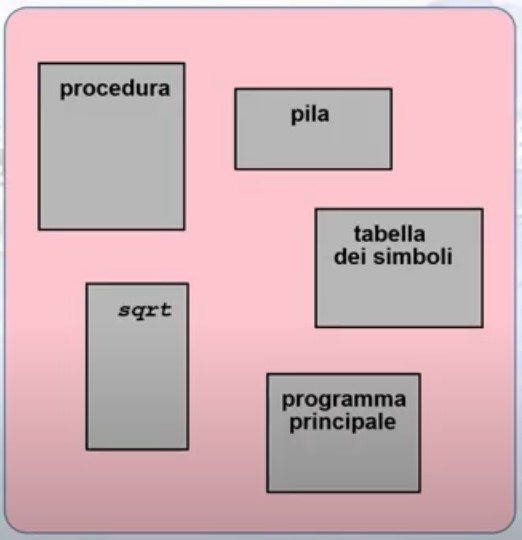 procedura
pila
tabella
dei simboli
sqrt
programma
principale